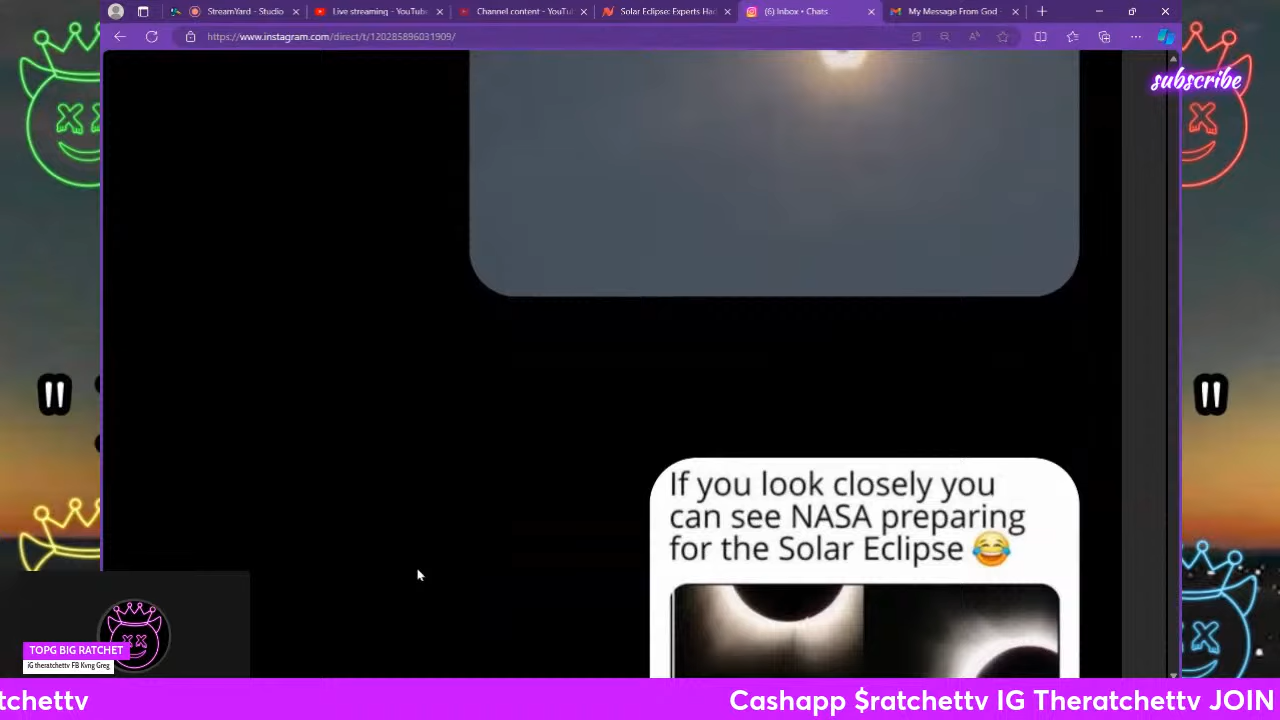 StreamYard - Studio
Live streaming - YouTube
Channel content - YouTu
Solar Eclipse: Experts Ha
(6) Inbox • Chats
My Message From God -
https://www.instagram.com/direct/t/120285896031909/
subscribe
"
"
If you look closely you
can see NASA preparing
for the Solar Eclipse 😂
TOPG BIG RATCHET
iG theratchettv FB Kvng Greg
tchettv
Cashapp $ratchettv IG Theratchettv JOIN